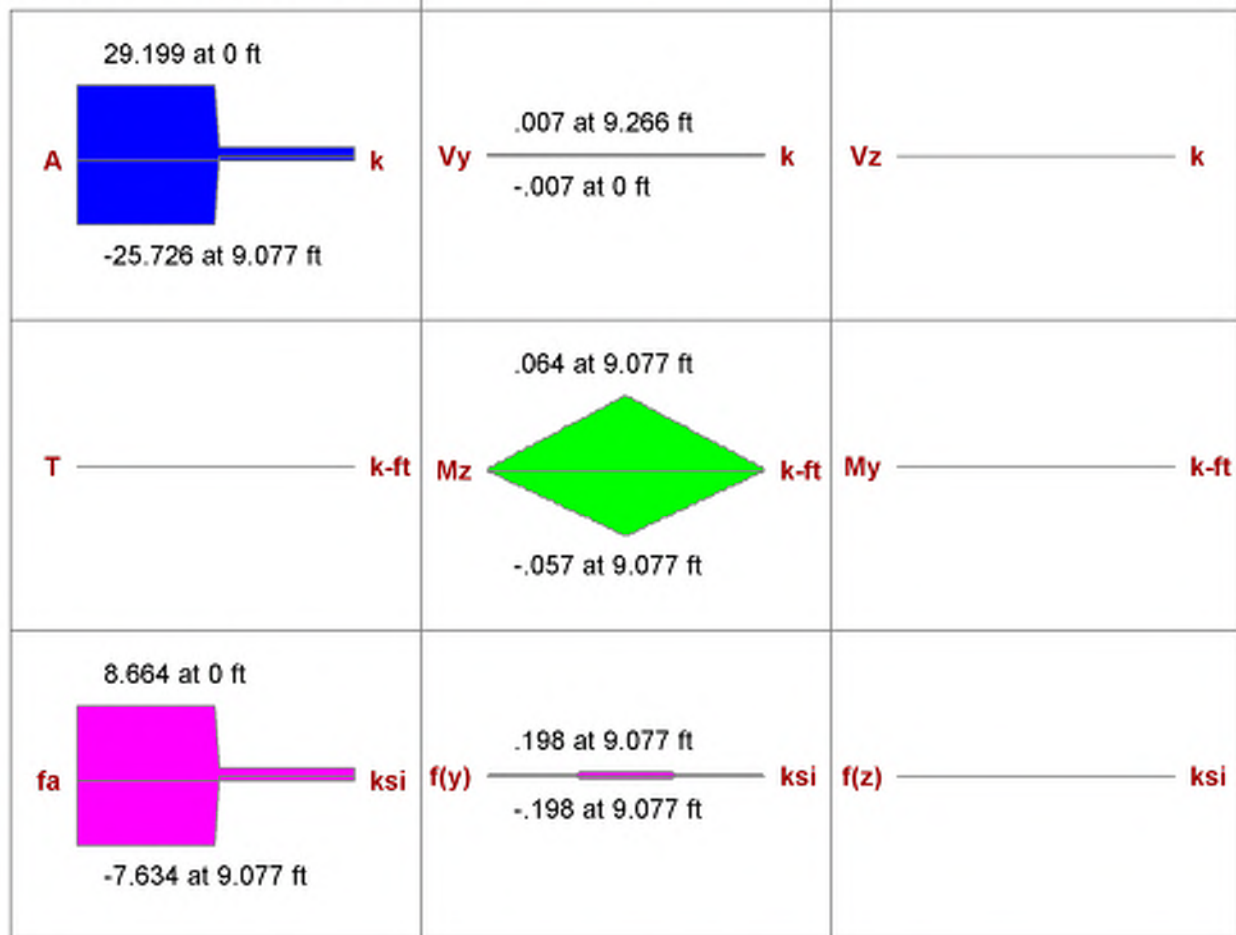 29.199 at 0 ft
A k
-25.726 at 9.077 ft
.007 at 9.266 ft
Vy k
-.007 at 0 ft
Vz k
T k-ft
.064 at 9.077 ft
Mz k-ft
-.057 at 9.077 ft
My k-ft
8.664 at 0 ft
fa ksi
-7.634 at 9.077 ft
.198 at 9.077 ft
f(y) ksi
-.198 at 9.077 ft
f(z) ksi